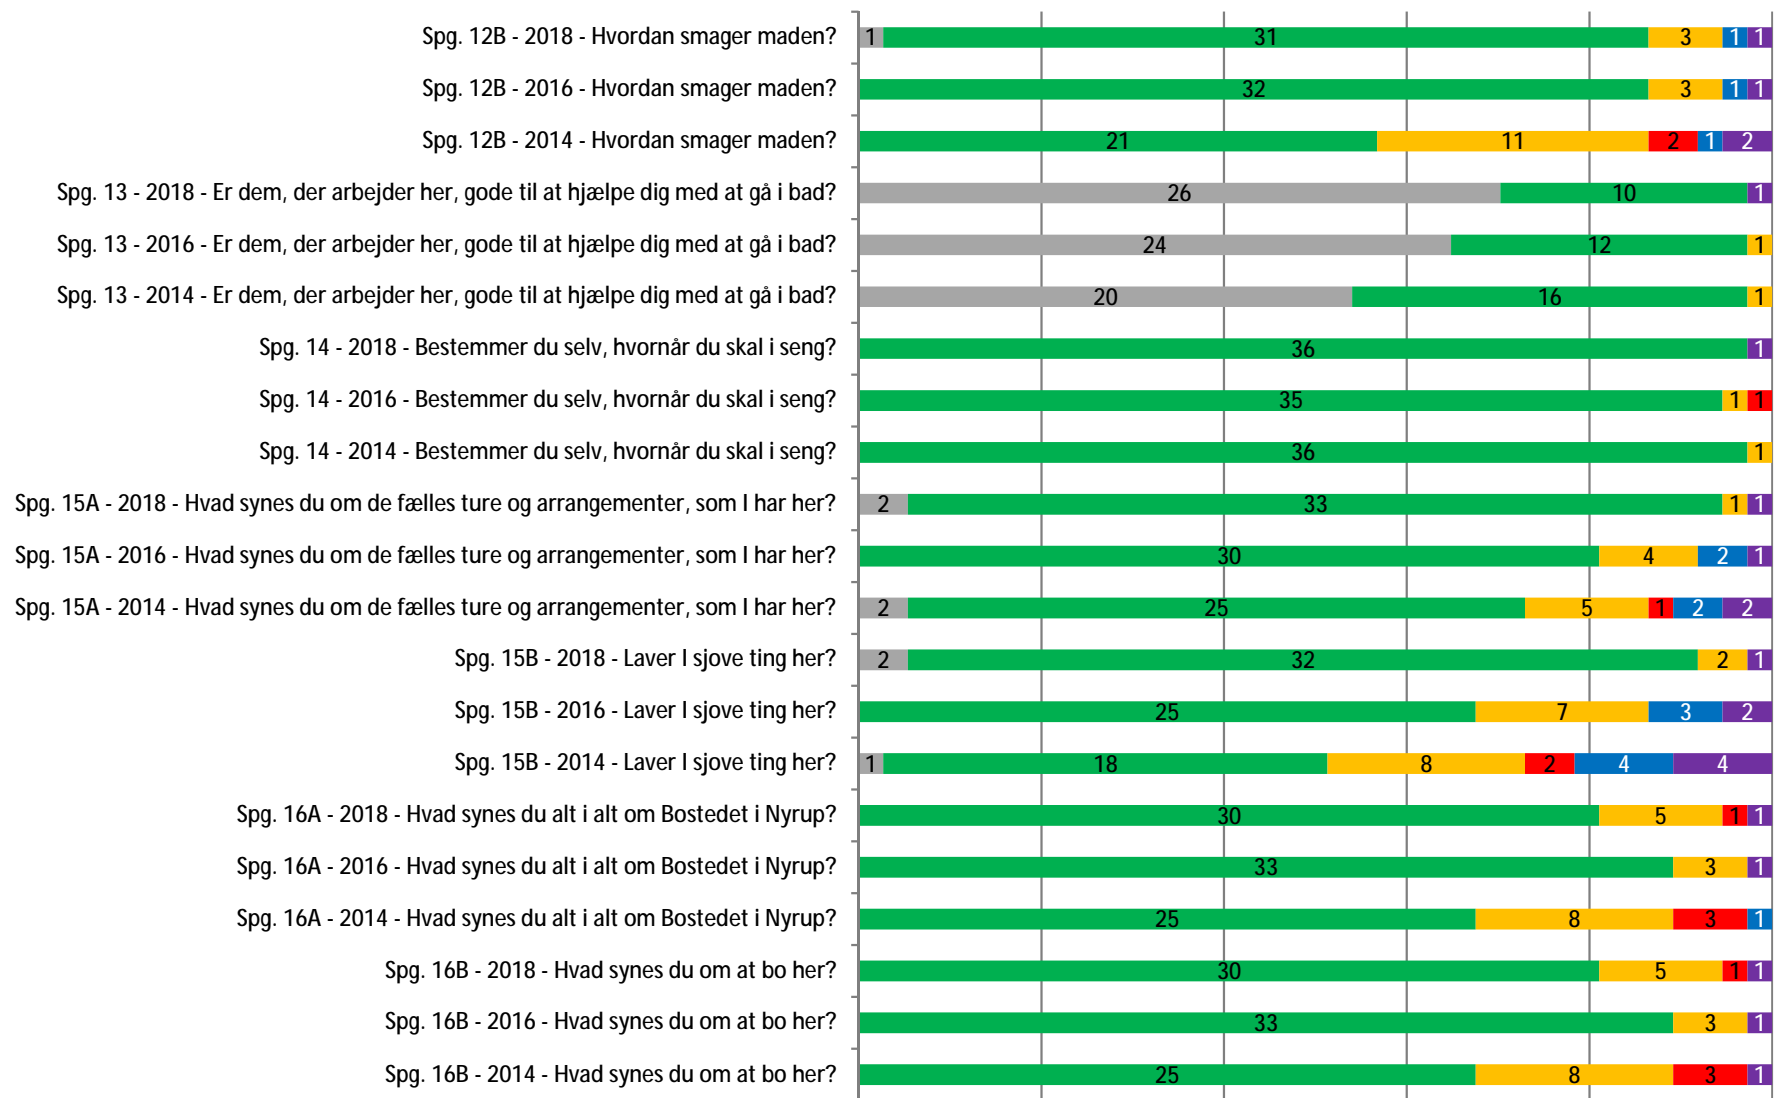 Spg. 12B - 2018 - Hvordan smager maden? 1 31 3 1 1
Spg. 12B - 2016 - Hvordan smager maden? 32 3 1 1
Spg. 12B - 2014 - Hvordan smager maden? 21 11 2 1 2
Spg. 13 - 2018 - Er dem, der arbejder her, gode til at hjælpe dig med at gå i bad? 26 10 1
Spg. 13 - 2016 - Er dem, der arbejder her, gode til at hjælpe dig med at gå i bad? 24 12 1
Spg. 13 - 2014 - Er dem, der arbejder her, gode til at hjælpe dig med at gå i bad? 20 16 1
Spg. 14 - 2018 - Bestemmer du selv, hvornår du skal i seng? 36 1
Spg. 14 - 2016 - Bestemmer du selv, hvornår du skal i seng? 35 1 1
Spg. 14 - 2014 - Bestemmer du selv, hvornår du skal i seng? 36 1
Spg. 15A - 2018 - Hvad synes du om de fælles ture og arrangementer, som I har her? 2 33 1 1
Spg. 15A - 2016 - Hvad synes du om de fælles ture og arrangementer, som I har her? 30 4 2 1
Spg. 15A - 2014 - Hvad synes du om de fælles ture og arrangementer, som I har her? 2 25 5 1 2 2
Spg. 15B - 2018 - Laver I sjove ting her? 2 32 2 1
Spg. 15B - 2016 - Laver I sjove ting her? 25 7 3 2
Spg. 15B - 2014 - Laver I sjove ting her? 1 18 8 2 4 4
Spg. 16A - 2018 - Hvad synes du alt i alt om Bostedet i Nyrup? 30 5 1 1
Spg. 16A - 2016 - Hvad synes du alt i alt om Bostedet i Nyrup? 33 3 1
Spg. 16A - 2014 - Hvad synes du alt i alt om Bostedet i Nyrup? 25 8 3 1
Spg. 16B - 2018 - Hvad synes du om at bo her? 30 5 1 1
Spg. 16B - 2016 - Hvad synes du om at bo her? 33 3 1
Spg. 16B - 2014 - Hvad synes du om at bo her? 25 8 3 1